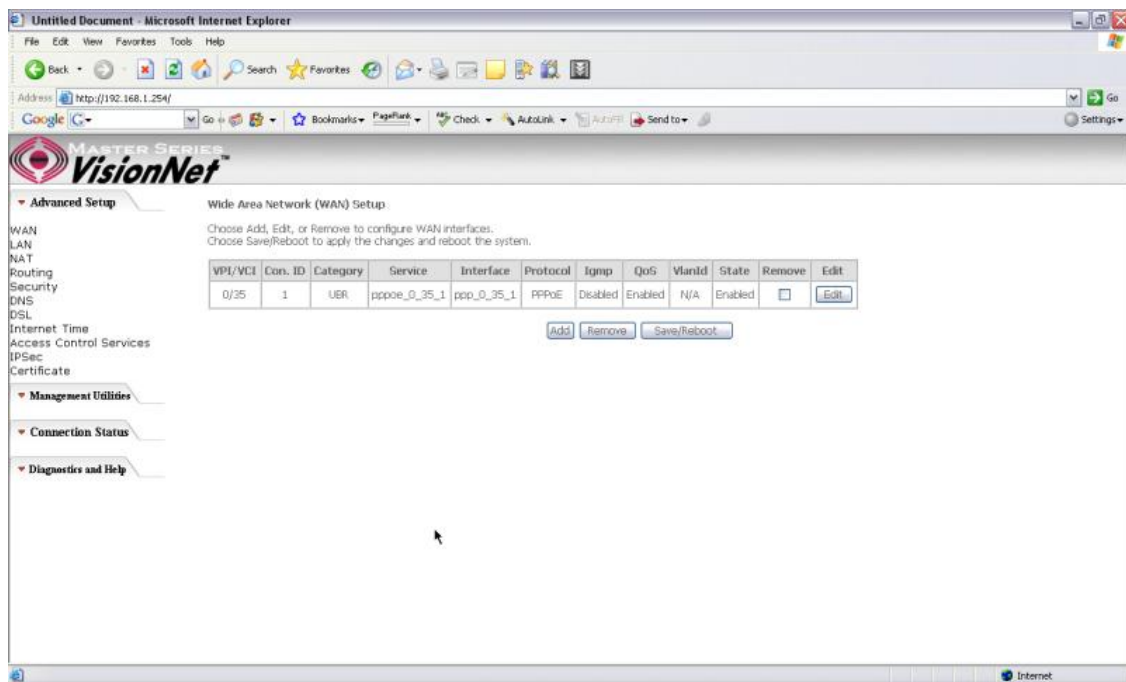 Untitled Document - Microsoft Internet Explorer
File Edit View Favorites Tools Help
Back Search Favorites
Address http://192.168.1.254/ Go
Google G Go Bookmarks PageRank Check AutoLink AutoFill Send to Settings
MASTER SERIES
VisionNet™
Advanced Setup
WAN
LAN
NAT
Routing
Security
DNS
DSL
Internet Time
Access Control Services
IPSec
Certificate
Management Utilities
Connection Status
Diagnostics and Help
Wide Area Network (WAN) Setup
Choose Add, Edit, or Remove to configure WAN interfaces.
Choose Save/Reboot to apply the changes and reboot the system.
VPI/VCI Con. ID Category Service Interface Protocol Igmp QoS VlanId State Remove Edit
0/35 1 UBR pppoe_0_35_1 ppp_0_35_1 PPPoE Disabled Enabled N/A Enabled Edit
Add Remove Save/Reboot
Internet